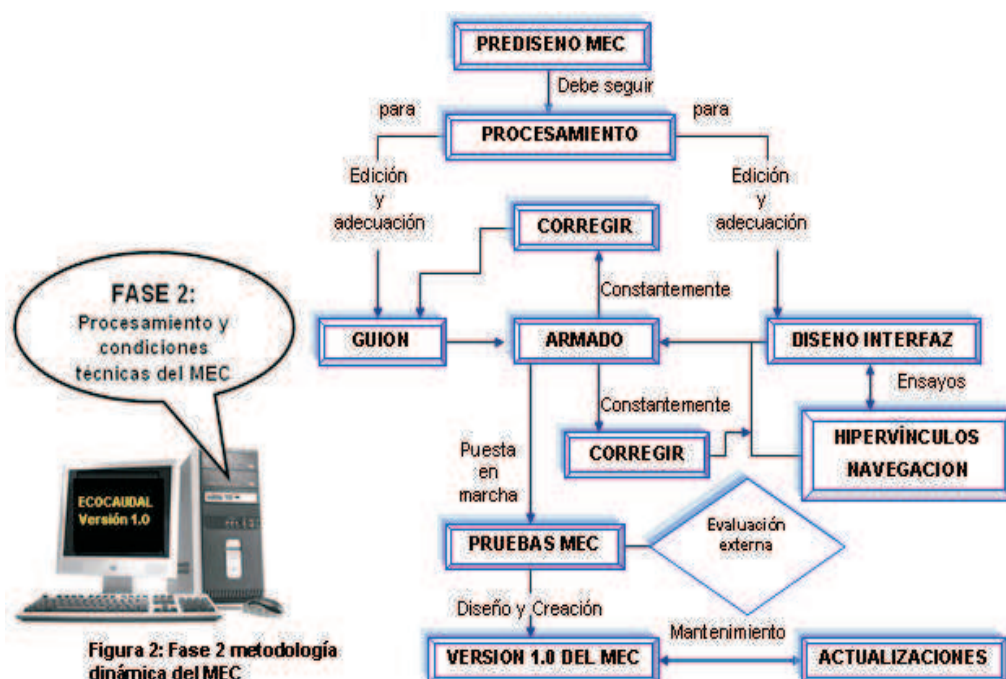 PREDISENO MEC
Debe seguir
para
para
PROCESAMIENTO
Edición
y
adecuación
Edición
y
adecuación
CORREGIR
FASE 2:
Procesamiento y
condiciones
técnicas del MEC
Constantemente
GUION
ARMADO
DISENO INTERFAZ
Ensayos
Constantemente
HIPERVÍNCULOS
NAVEGACION
CORREGIR
Puesta
en
marcha
ECOCAUDAL
Versión 1.0
Evaluación
externa
PRUEBAS MEC
Diseño y Creación
Mantenimiento
VERSION 1.0 DEL MEC
ACTUALIZACIONES
Figura 2: Fase 2 metodología
dinámica del MEC